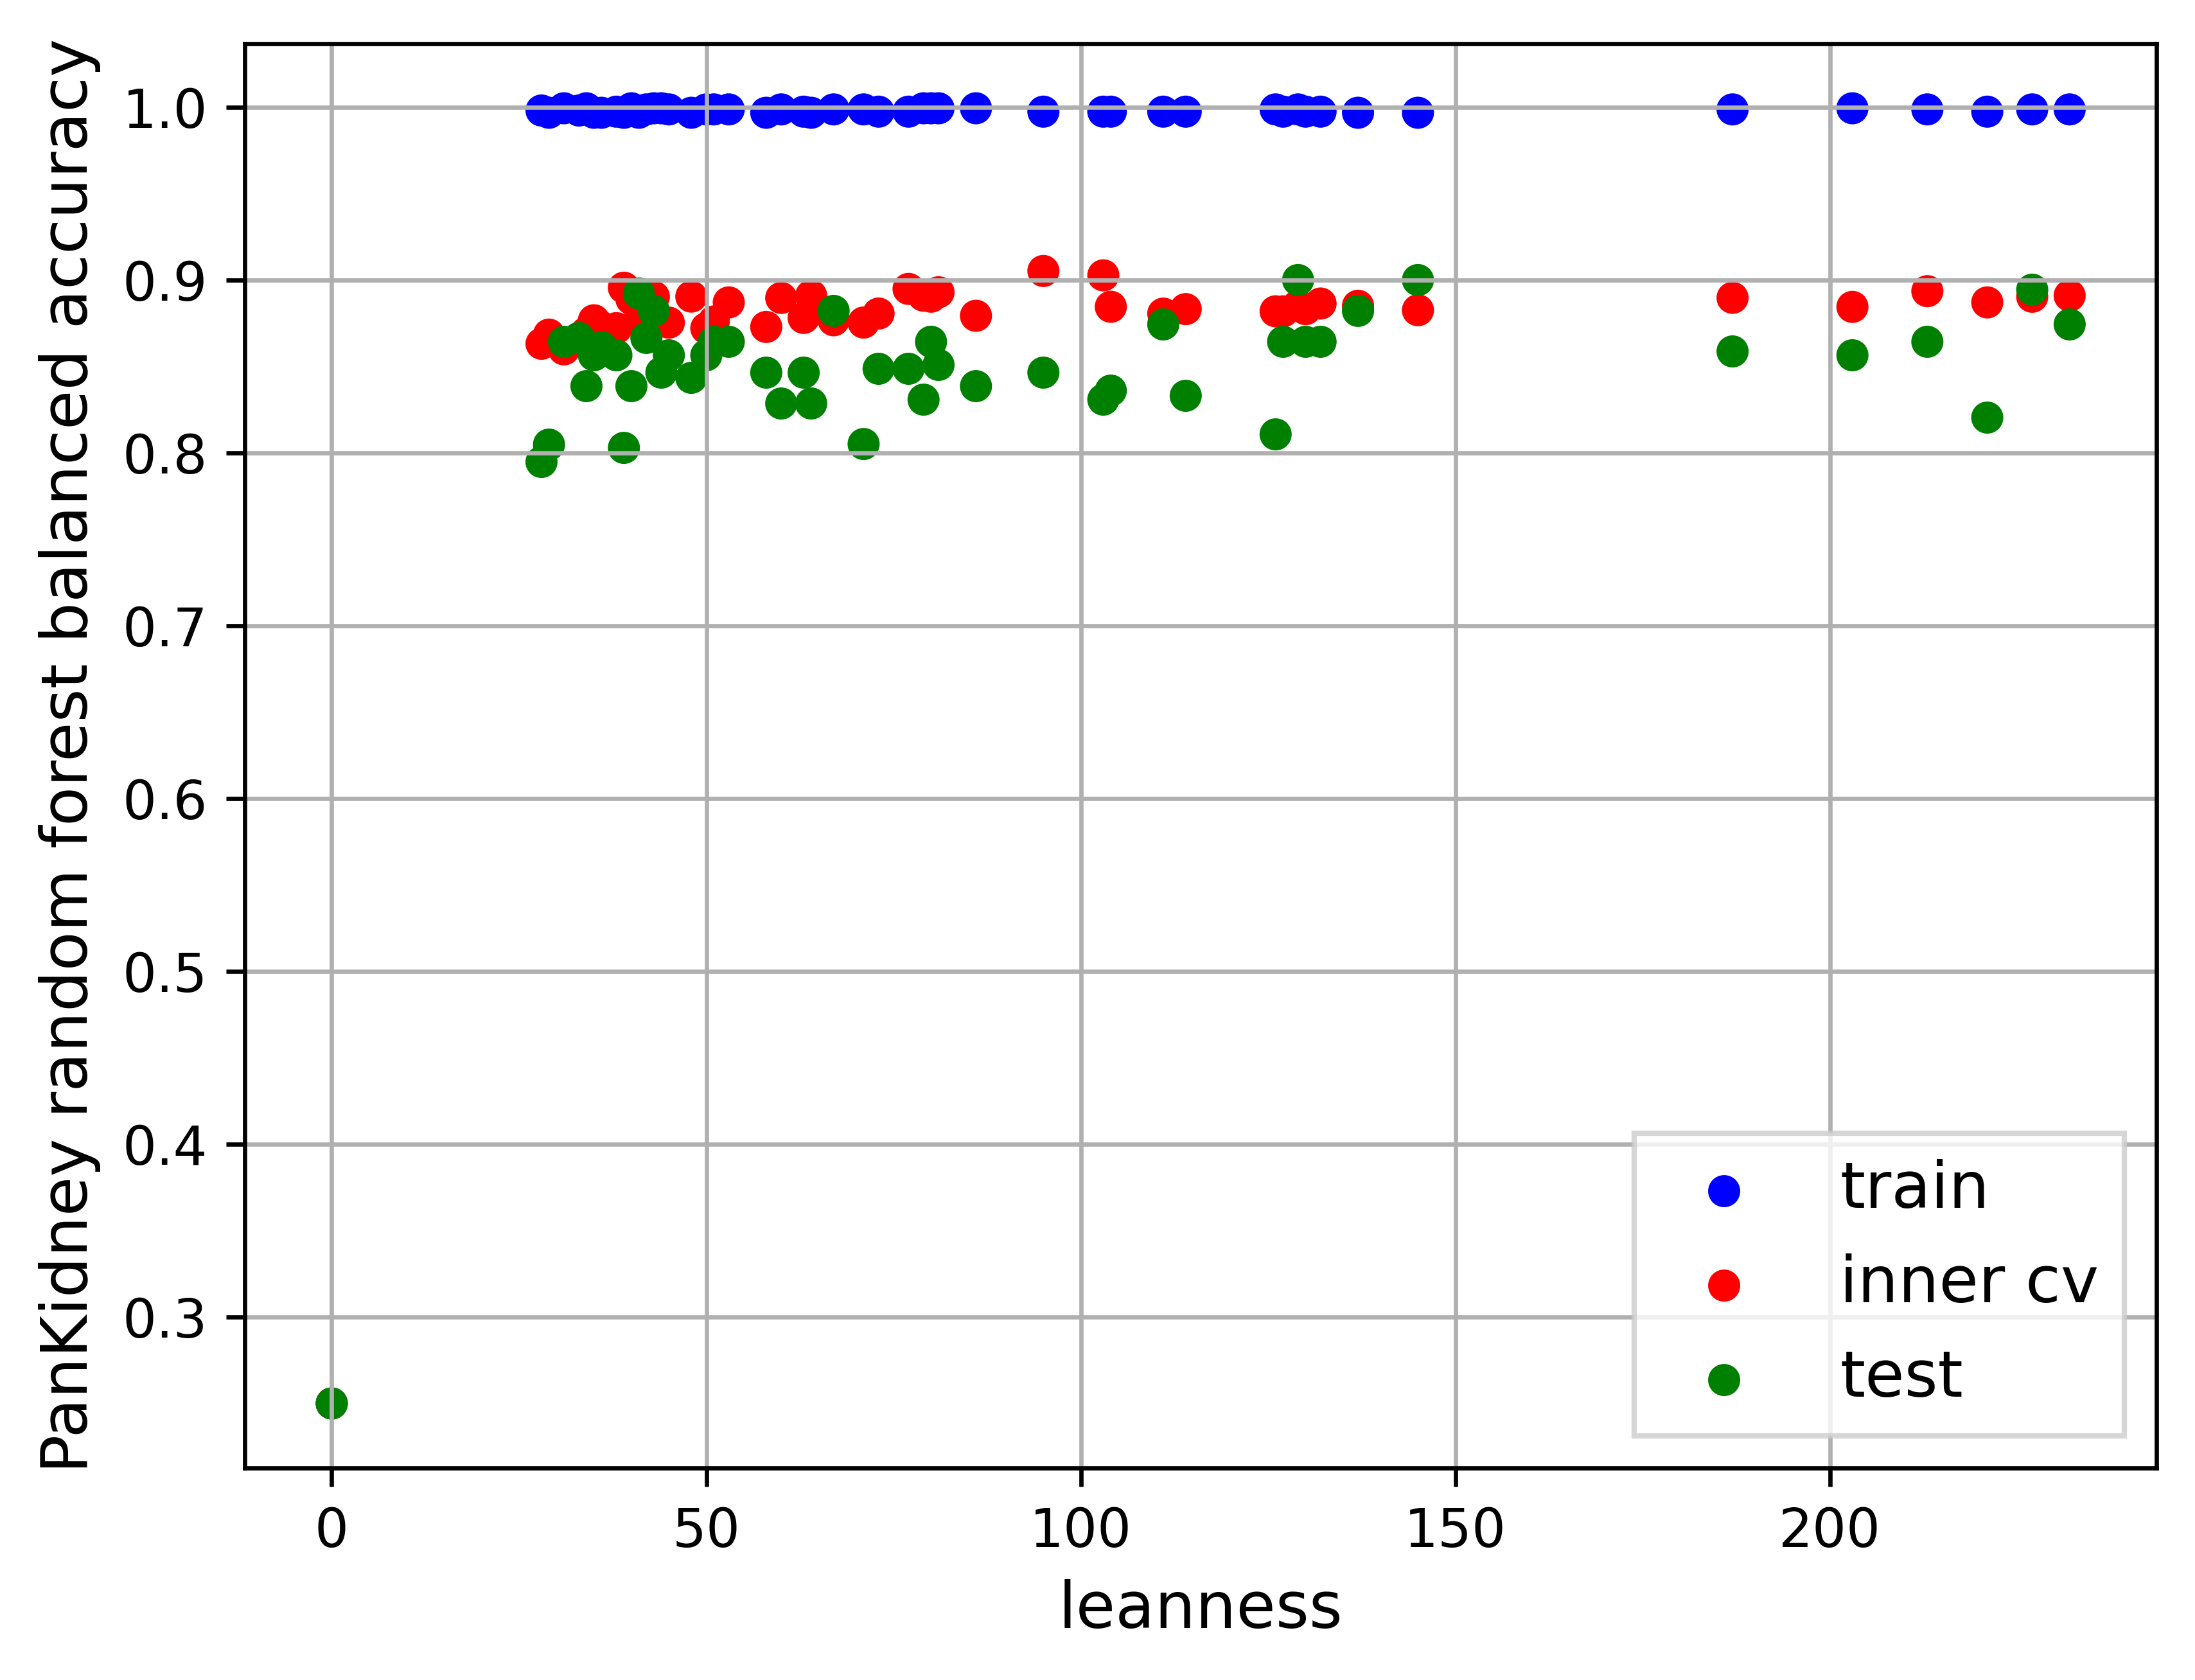 PanKidney random forest balanced accuracy
1.0
0.9
0.8
0.7
0.6
0.5
0.4
0.3
train
inner cv
test
0 50 100 150 200
leanness